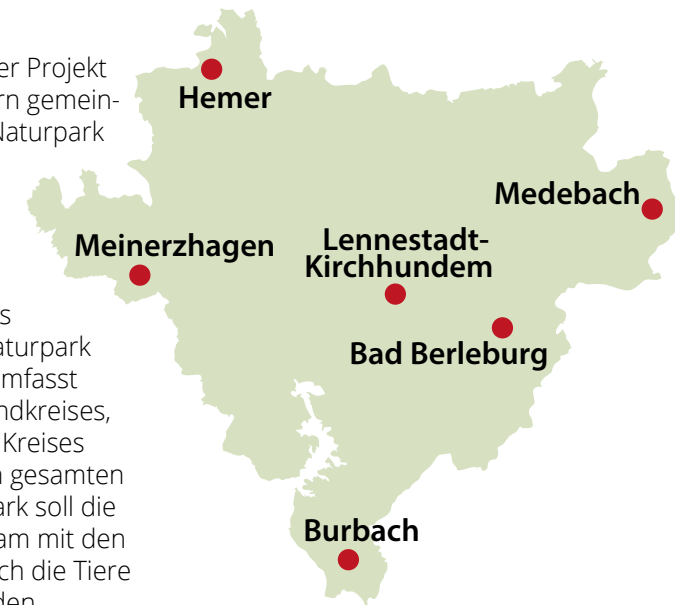 er Projekt
rn gemein-
Naturpark
s
aturpark
mfasst
ndkreises,
Kreises
n gesamten
ark soll die
am mit den
ch die Tiere
den
Hemer
Medebach
Meinerzhagen
Lennestadt-
Kirchhundem
Bad Berleburg
Burbach